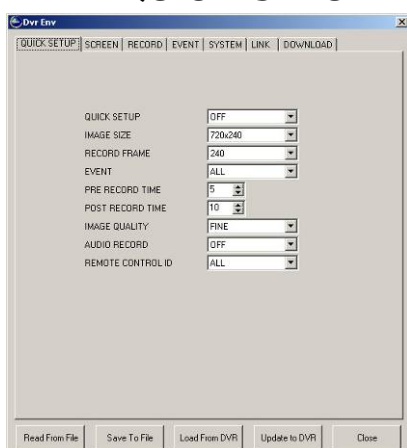 Dvr Env
QUICK SETUP SCREEN RECORD EVENT SYSTEM LINK DOWNLOAD
QUICK SETUP OFF
IMAGE SIZE 720x240
RECORD FRAME 240
EVENT ALL
PRE RECORD TIME 5
POST RECORD TIME 10
IMAGE QUALITY FINE
AUDIO RECORD OFF
REMOTE CONTROL ID ALL
Read From File Save To File Load From DVR Update to DVR Close